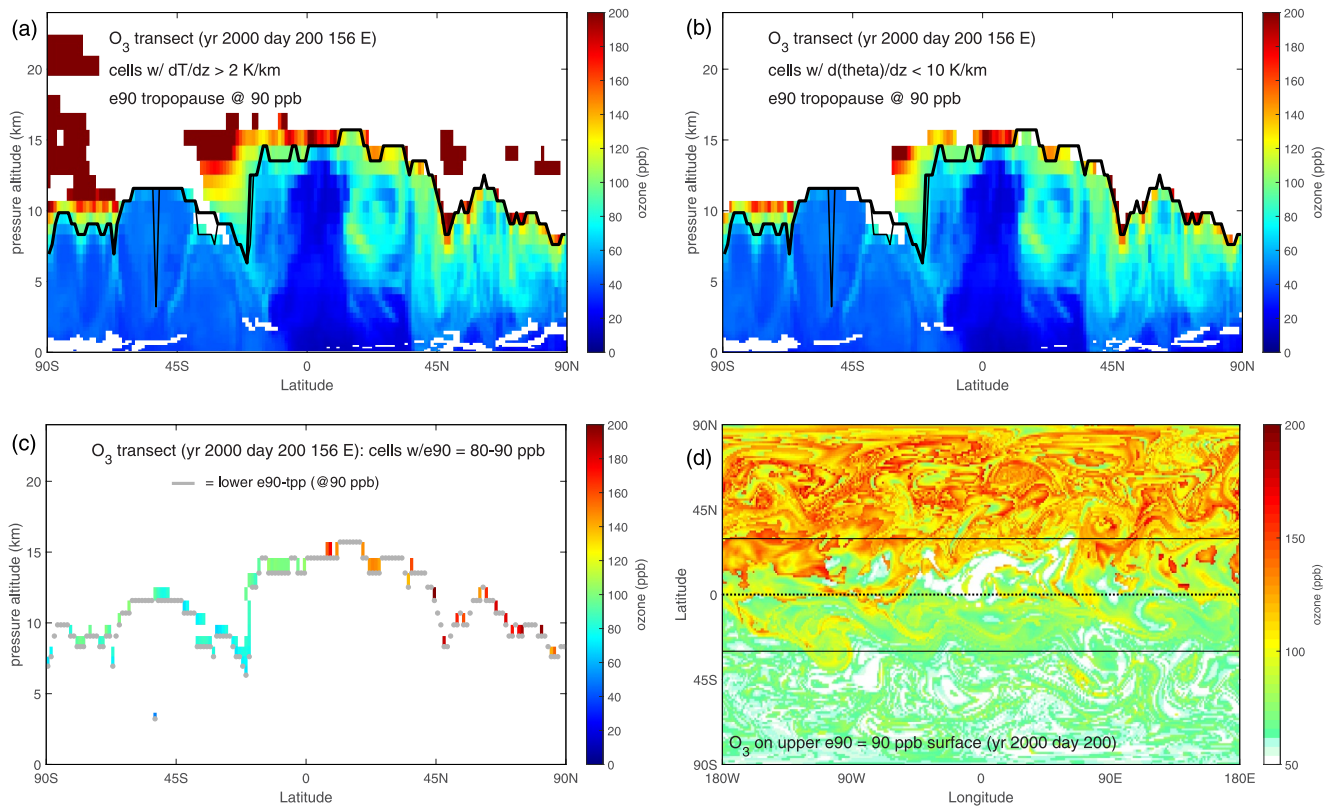 (a)
O3 transect (yr 2000 day 200 156 E)
cells w/ dT/dz > 2 K/km
e90 tropopause @ 90 ppb
pressure altitude (km)
20
15
10
5
0
90S
45S
0
45N
90N
Latitude
200
180
160
140
120
100
80
60
40
20
0
ozone (ppb)
(b)
O3 transect (yr 2000 day 200 156 E)
cells w/ d(theta)/dz < 10 K/km
e90 tropopause @ 90 ppb
pressure altitude (km)
20
15
10
5
0
90S
45S
0
45N
90N
Latitude
200
180
160
140
120
100
80
60
40
20
0
ozone (ppb)
(c)
O3 transect (yr 2000 day 200 156 E): cells w/e90 = 80-90 ppb
= lower e90-tpp (@90 ppb)
pressure altitude (km)
20
15
10
5
0
90S
45S
0
45N
90N
Latitude
200
180
160
140
120
100
80
60
40
20
0
ozone (ppb)
(d)
90N
45N
0
45S
90S
Latitude
O3 on upper e90 = 90 ppb surface (yr 2000 day 200)
180W
90W
0
90E
180E
Longitude
200
150
100
50
ozone (ppb)